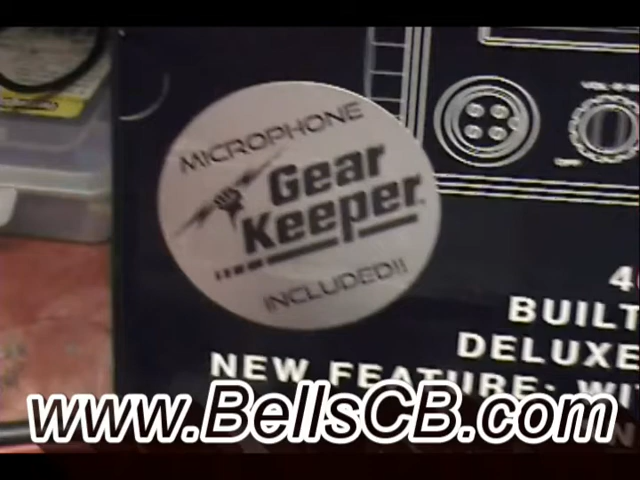 MICROPHONE
Gear
Keeper
INCLUDED!!
BUILT
DELUXE
NEW FEATURE:
www.BellsCB.com